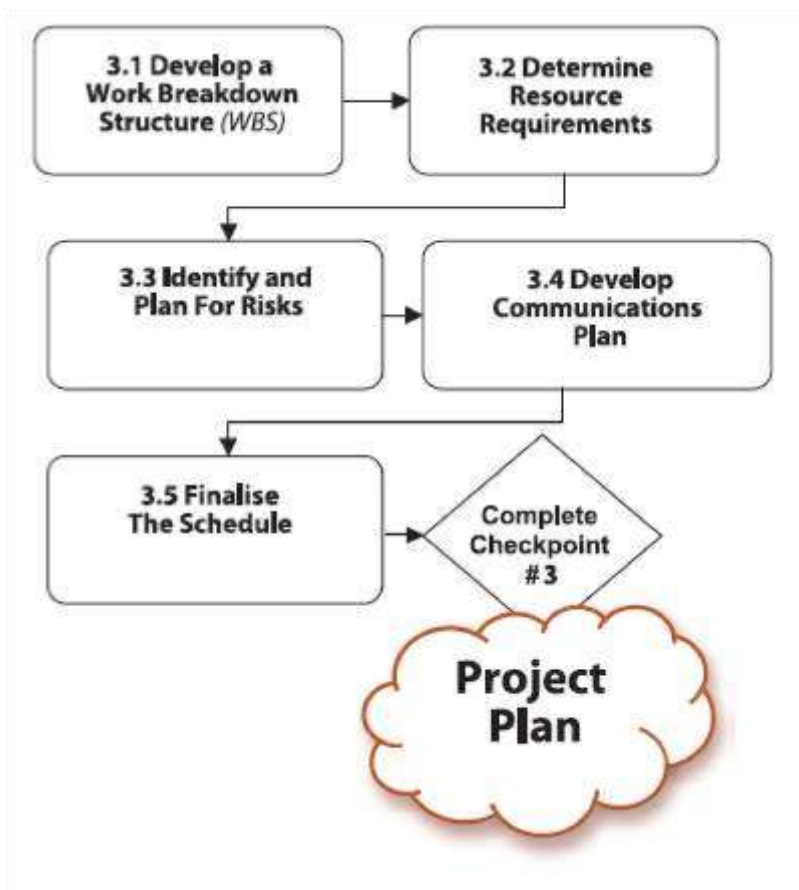 3.1 Develop a
Work Breakdown
Structure (WBS)
3.2 Determine
Resource
Requirements
3.3 Identify and
Plan For Risks
3.4 Develop
Communications
Plan
3.5 Finalise
The Schedule
Complete
Checkpoint
#3
Project
Plan